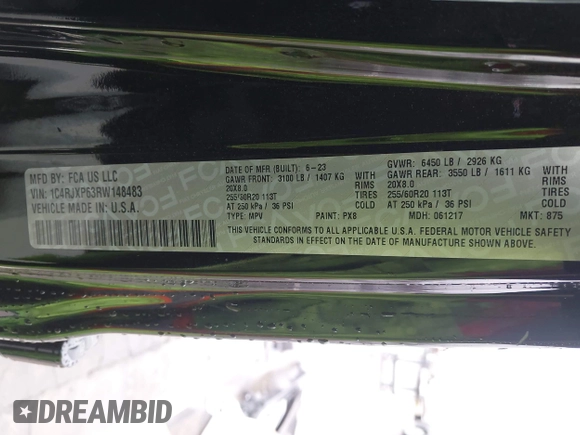 MFD BY: FCA US LLC
VIN: 1C4RJXP63RW148483
VEHICLE MADE IN: U.S.A.
DATE OF MFR (BUILT): 6-23
GVWR: 6450 LB / 2926 KG
GAWR FRONT: 3100 LB / 1407 KG
GAWR REAR: 3550 LB / 1611 KG
20X8.0 RIMS 20X8.0 RIMS
255/60R20 113T TIRES 255/60R20 113T TIRES
AT 250 kPa / 36 PSI COLD AT 250 kPa / 36 PSI COLD
TYPE: MPV PAINT: PX8 MDH: 061217 MKT: 875
THIS VEHICLE CONFORMS TO ALL APPLICABLE U.S.A. FEDERAL MOTOR VEHICLE SAFETY
STANDARDS IN EFFECT ON THE DATE OF MANUFACTURE SHOWN ABOVE.
DREAMBID